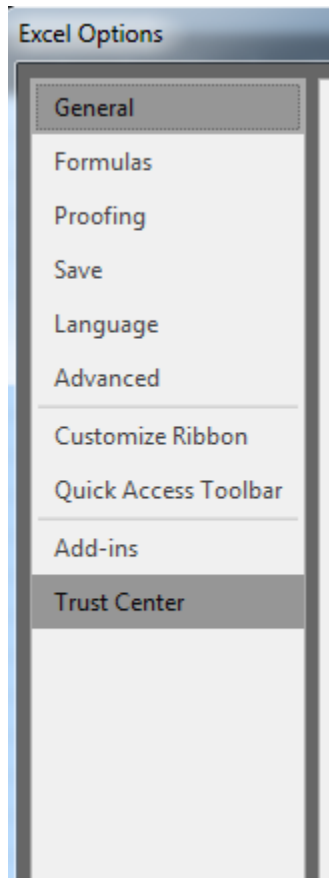 Excel Options
General
Formulas
Proofing
Save
Language
Advanced
Customize Ribbon
Quick Access Toolbar
Add-ins
Trust Center